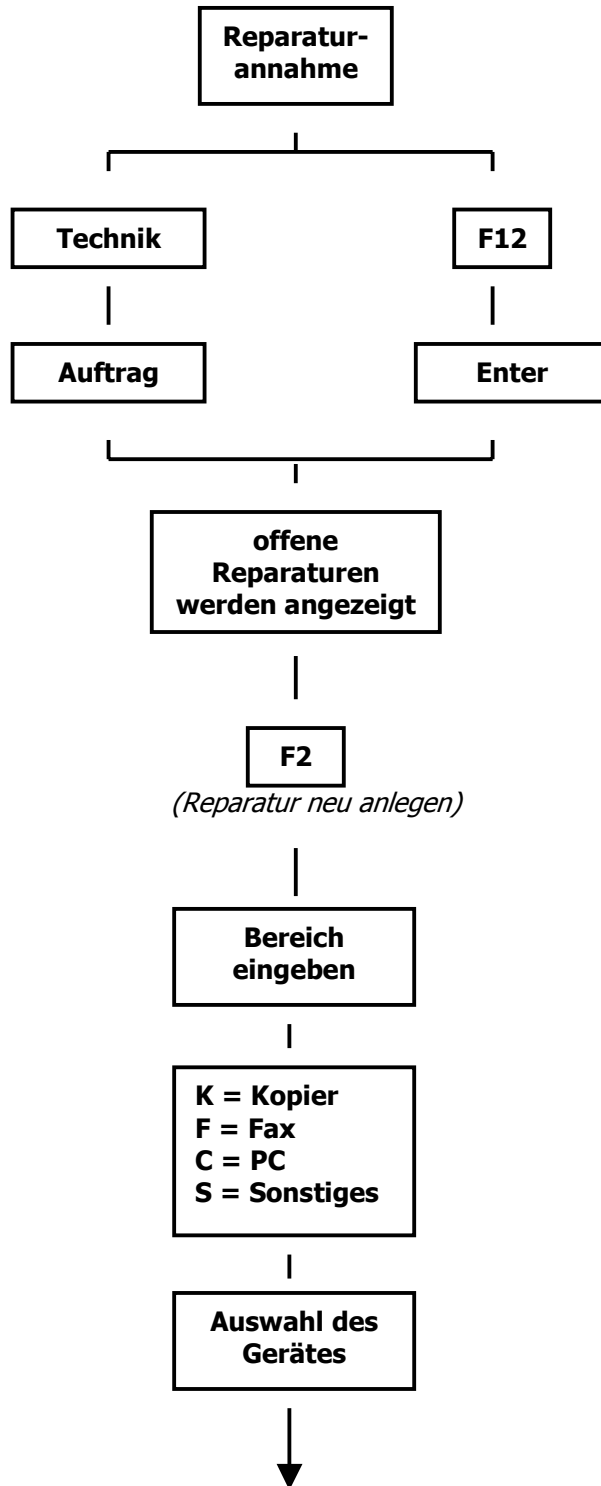 Reparatur-
annahme
Technik
F12
Auftrag
Enter
offene
Reparaturen
werden angezeigt
F2
(Reparatur neu anlegen)
Bereich
eingeben
K = Kopier
F = Fax
C = PC
S = Sonstiges
Auswahl des
Gerätes